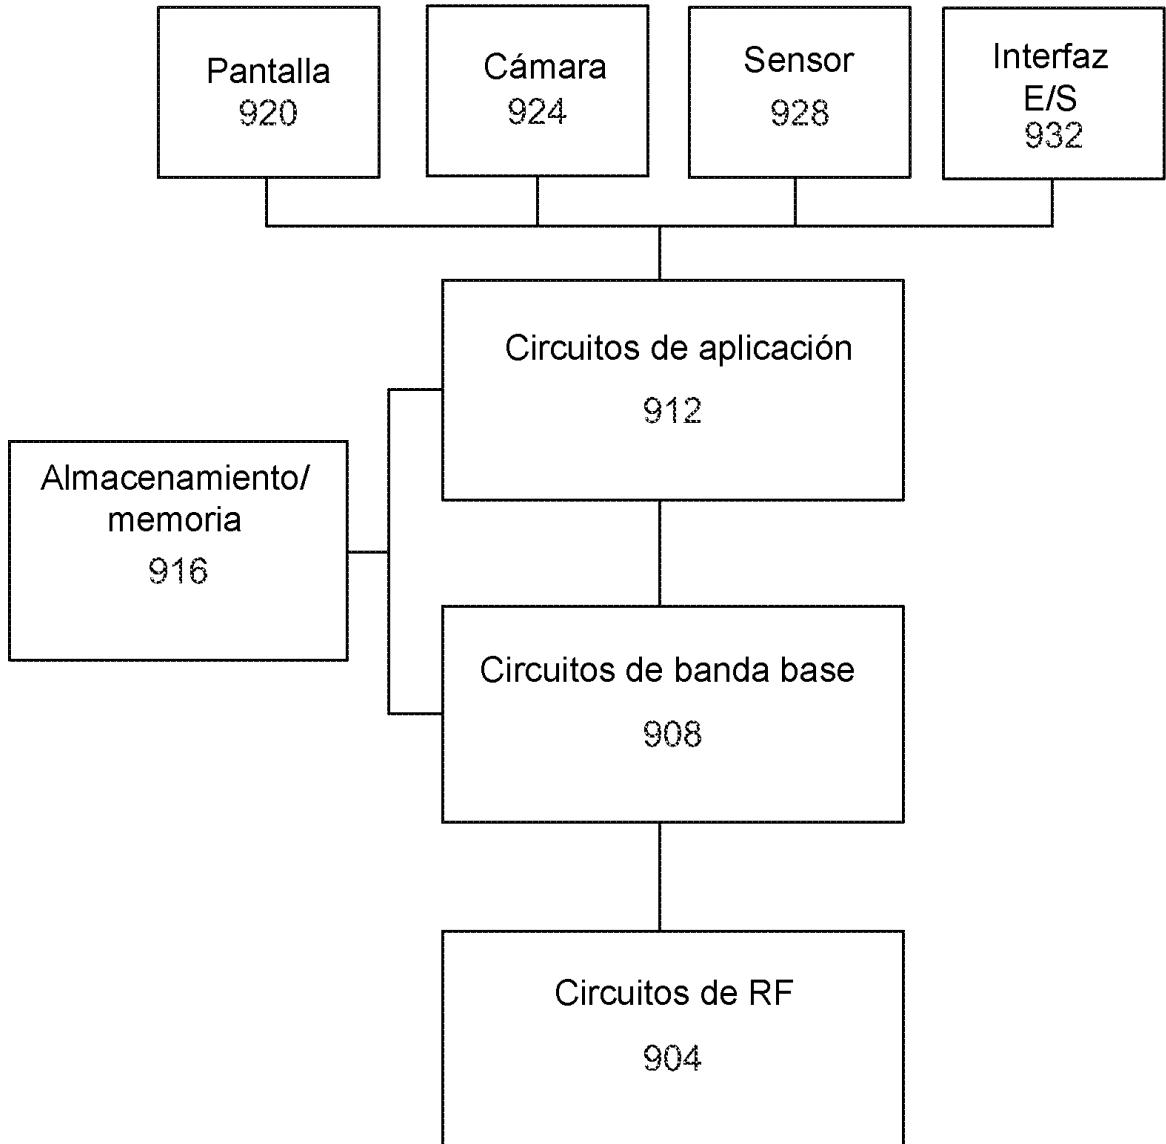 Pantalla
920
Cámara
924
Sensor
928
Interfaz
E/S
932
Circuitos de aplicación
912
Almacenamiento/
memoria
916
Circuitos de banda base
908
Circuitos de RF
904